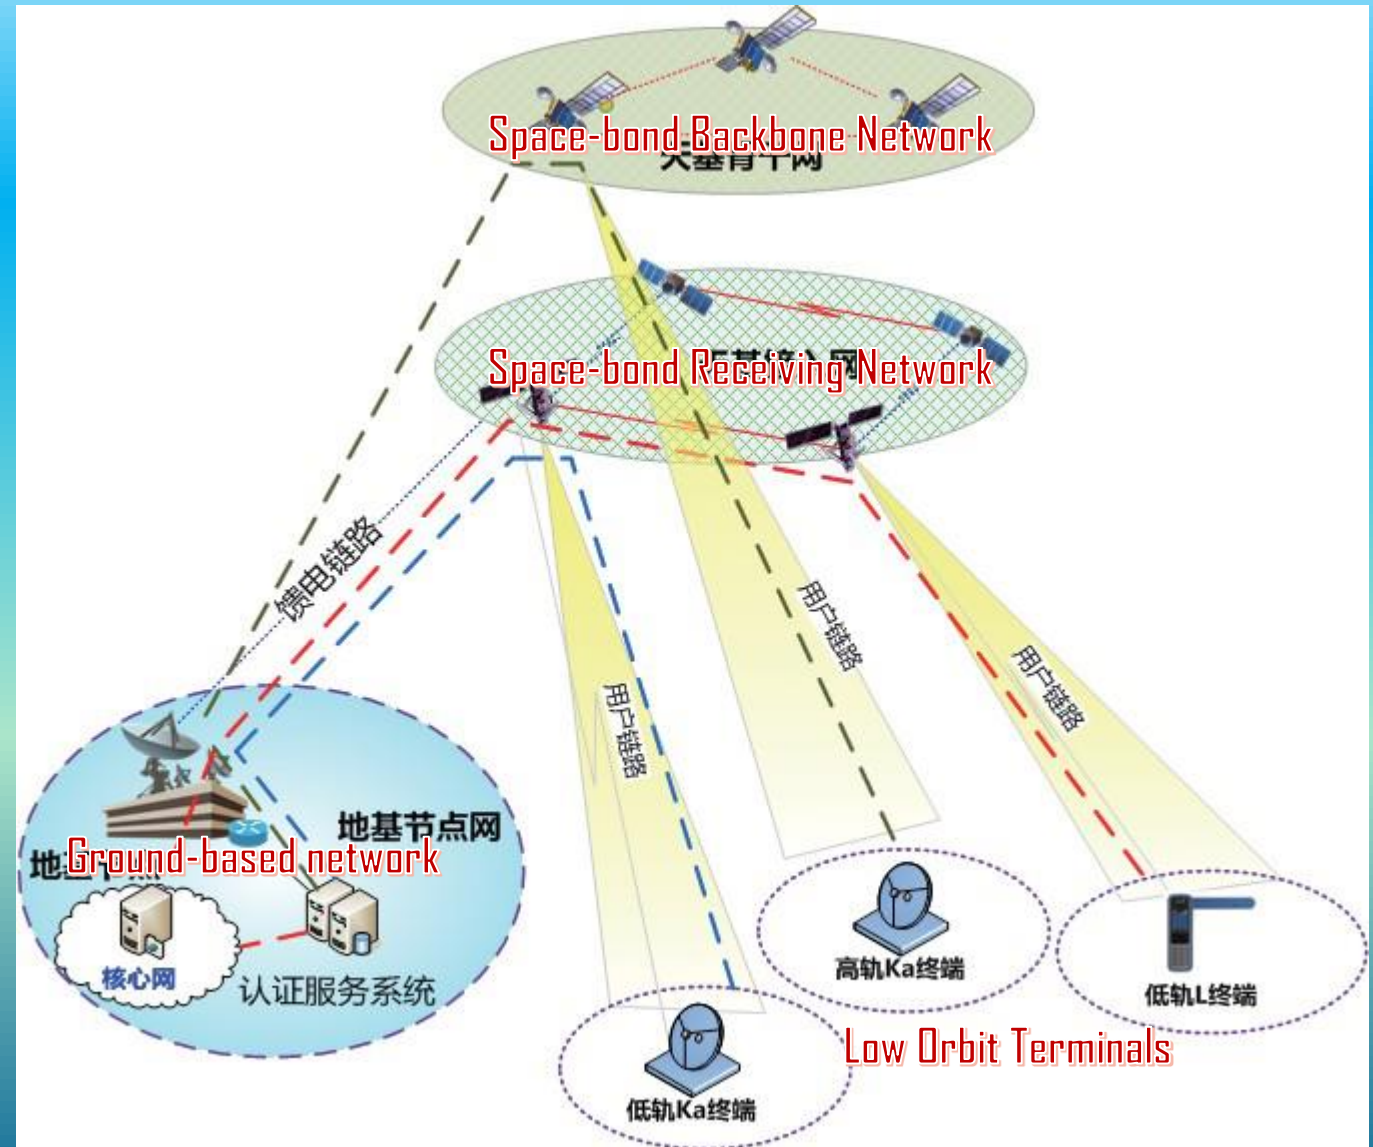 Space-bond Backbone Network
Space-bond Receiving Network
馈电链路
用户链路
用户链路
用户链路
地基节点网
Ground-based network
核心网
认证服务系统
高轨Ka终端
低轨L终端
Low Orbit Terminals
低轨Ka终端